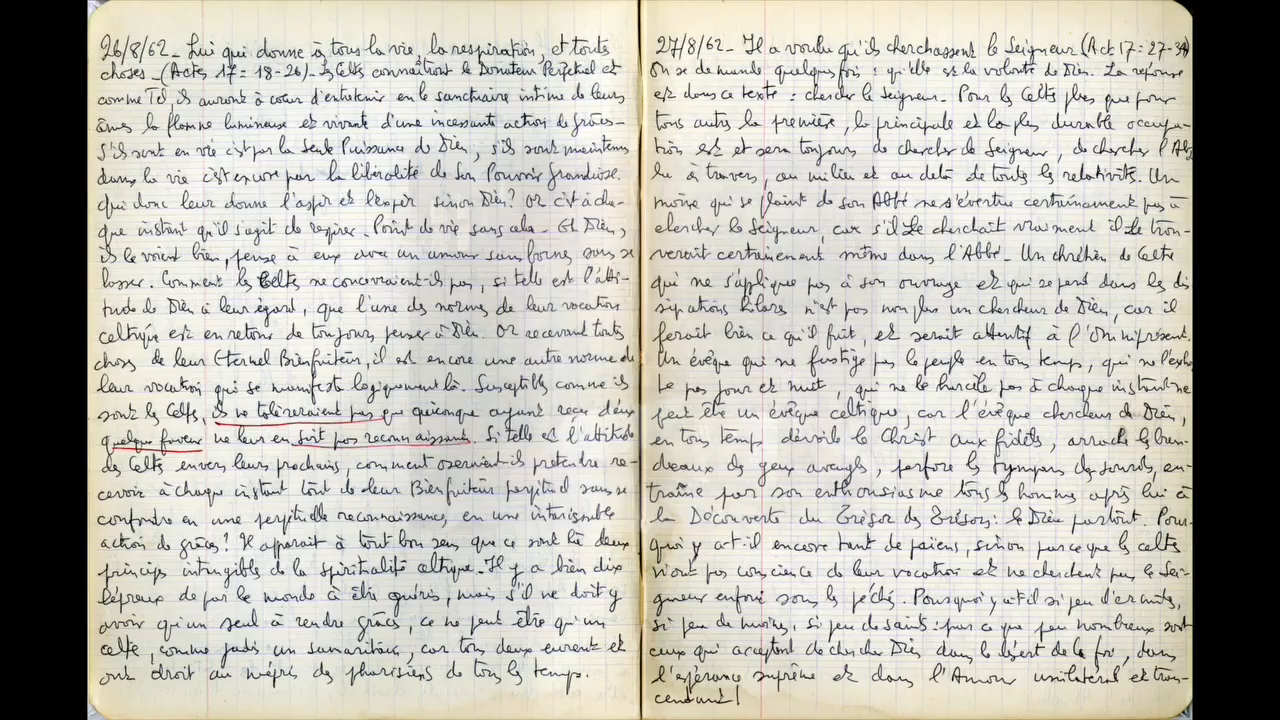 26/8/62 - Lui qui donne à tous la vie, la respiration, et toutes
choses - (Actes 17 = 18-26) - Les Celtes connaîtront le Donateur Perpétuel et
comme Tel, ils auront à cœur d'entretenir en le sanctuaire intime de leurs
âmes la flamme lumineuse et vivante d'une incessante action de grâces -
S'ils sont en vie c'est par la Seule Puissance de Dieu, s'ils sont maintenus
dans la vie c'est encore par la libéralité de Son Pouvoir Grandiose.
qui donc leur donne l'aspir et l'expir sinon Dieu? Or c'est à cha-
que instant qu'il s'agit de respirer - Point de vie sans cela - Et Dieu,
ils le voient bien, pense à eux avec un amour sans bornes sans se
lasser. Comment les Celtes ne concevraient-ils pas, si telle est l'atti-
tude de Dieu à leur égard, que l'une des normes de leur vocation
celtique est en retour de toujours penser à Dieu. Or recevant toutes
choses de leur Eternel Bienfaiteur, il est encore une autre norme de
leur vocation qui se manifeste logiquement là. Susceptibles comme ils
sont les Celtes, ils ne tolèreraient pas que quiconque ayant reçu d'eux
quelque faveur ne leur en soit pas reconnaissant. Si telle est l'attitude
des Celtes envers leurs prochains, comment oseraient-ils prétendre re-
cevoir à chaque instant tout de leur Bienfaiteur perpétuel sans se
confondre en une perpétuelle reconnaissance, en une intarissable
action de grâces? Il apparaît à tout bon sens que ce sont là deux
principes intangibles de la spiritualité celtique - Il y a bien dix
lépreux de par le monde à être guéris, mais s'il ne doit y
avoir qu'un seul à rendre grâces, ce ne peut être qu'un
celte, comme jadis un samaritain, car tous deux eurent et
ont droit au mépris des pharisiens de tous les temps.
27/8/62 - Il a voulu qu'ils cherchassent le Seigneur (Act 17 = 27-34)
On se demande quelques fois : qu'elle est la volonté de Dieu. La réponse
est dans ce texte : chercher le Seigneur. Pour les Celtes plus que pour
tous autres la première, la principale et la plus durable occupa-
tion est et sera toujours de chercher le Seigneur, de chercher l'Abso
lu à travers, au milieu et au delà de toutes les relativités. Un
moine qui se plaint de son Abbé ne s'évertue certainement pas à
chercher le Seigneur, car s'il Le cherchait vraiment il Le trou-
verait certainement même dans l'Abbé - Un chrétien de Celte
qui ne s'applique pas à son ouvrage et qui se perd dans les dis
sipations hilares n'est pas non plus un chercheur de Dieu, car il
ferait bien ce qu'il fait, et serait attentif à l'Omniprésent.
Un évêque qui ne fustige pas le peuple en tous temps, qui ne l'exhor
te pas jour et nuit, qui ne le harcèle pas à chaque instant ne
peut être un évêque celtique, car l'évêque chercheur de Dieu,
en tous temps dévoile le Christ aux fidèles, arrache les ban-
deaux des yeux aveugles, perfore les tympans des sourds, en-
traîne par son enthousiasme tous les hommes après lui à
la Découverte du Trésor des Trésors : le Dieu partout. Pour-
quoi y a-t-il encore tant de païens, sinon parce que les celtes
n'ont pas conscience de leur vocation et ne cherchent pas le Sei-
gneur enfoui sous les péchés. Pourquoi y a-t-il si peu d'ermites,
si peu de moines, si peu de saints : par ce que peu nombreux sont
ceux qui acceptent de chercher Dieu dans le désert de la foi, dans
l'espérance suprême et dans l'Amour unilatéral et trans-
cendant!